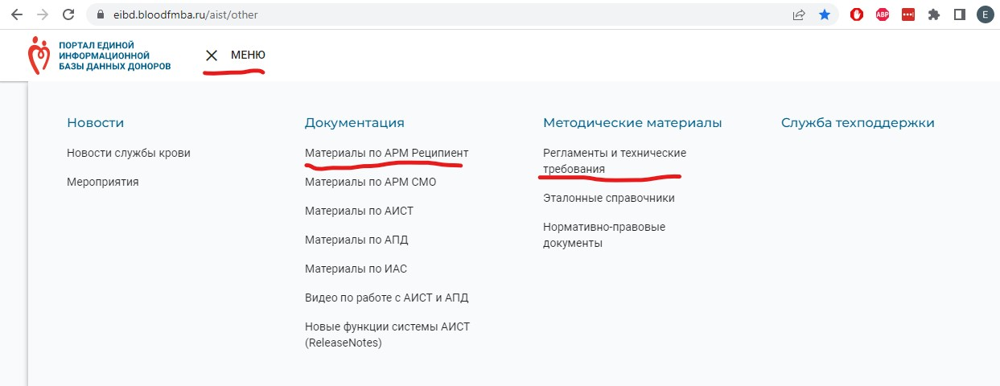 eibd.bloodfmba.ru/aist/other
ABP
E
ПОРТАЛ ЕДИНОЙ
ИНФОРМАЦИОННОЙ
БАЗЫ ДАННЫХ ДОНОРОВ
МЕНЮ
Новости
Новости службы крови
Мероприятия
Документация
Материалы по АРМ Реципиент
Материалы по АРМ СМО
Материалы по АИСТ
Материалы по АПД
Материалы по ИАС
Видео по работе с АИСТ и АПД
Новые функции системы АИСТ
(ReleaseNotes)
Методические материалы
Регламенты и технические
требования
Эталонные справочники
Нормативно-правовые
документы
Служба техподдержки